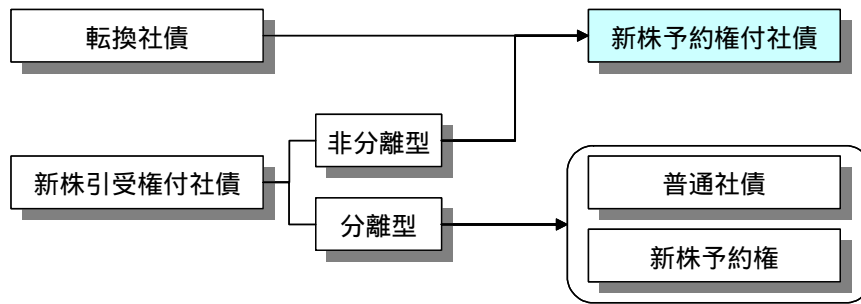 転換社債
新株予約権付社債
非分離型
新株引受権付社債
普通社債
分離型
新株予約権